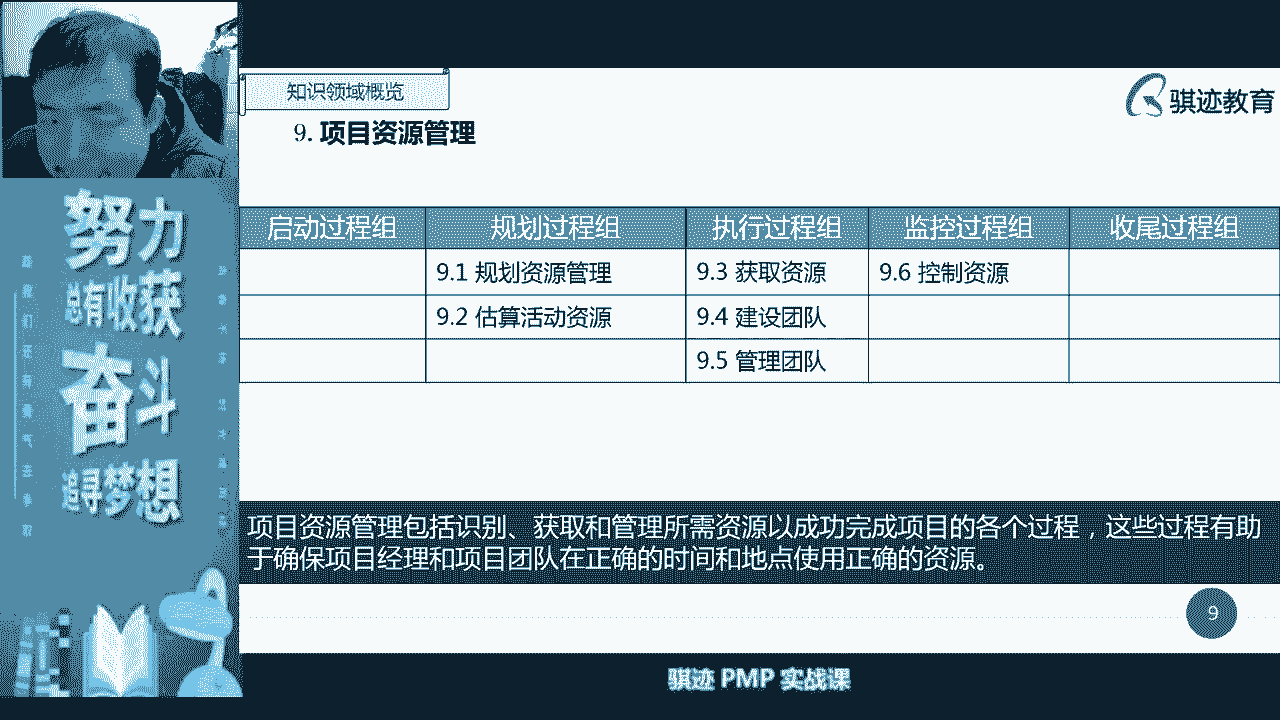 知识领域概览
骐迹教育
9. 项目资源管理
努力
总有收获
奋斗
追寻梦想
启动过程组 规划过程组 执行过程组 监控过程组 收尾过程组
9.1 规划资源管理 9.3 获取资源 9.6 控制资源
9.2 估算活动资源 9.4 建设团队
9.5 管理团队
项目资源管理包括识别、获取和管理所需资源以成功完成项目的各个过程，这些过程有助
于确保项目经理和项目团队在正确的时间和地点使用正确的资源。
9
骐迹 PMP 实战课